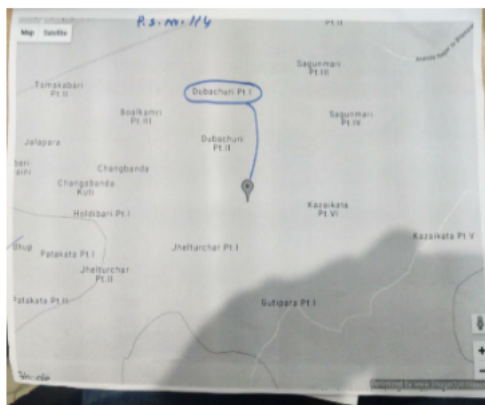 P.S. No. 114
Pt.II
Map Satellite
Sagunmari
Pt.III
Tamakabari
Pt.II
Dubachuri Pt.I
Boalkamri
Pt.III
Sagunmari
Pt.IV
Jalapara
Dubachuri
Pt.II
Changbanda
Changabanda
Kuti
Kazaikata
Pt.VI
Holdibari Pt.I
Kazaikata Pt.V
Jhelturchar Pt.I
Patakata Pt.I
Jhelturchar
Pt.II
Patakata Pt.II
Gutipara Pt.I